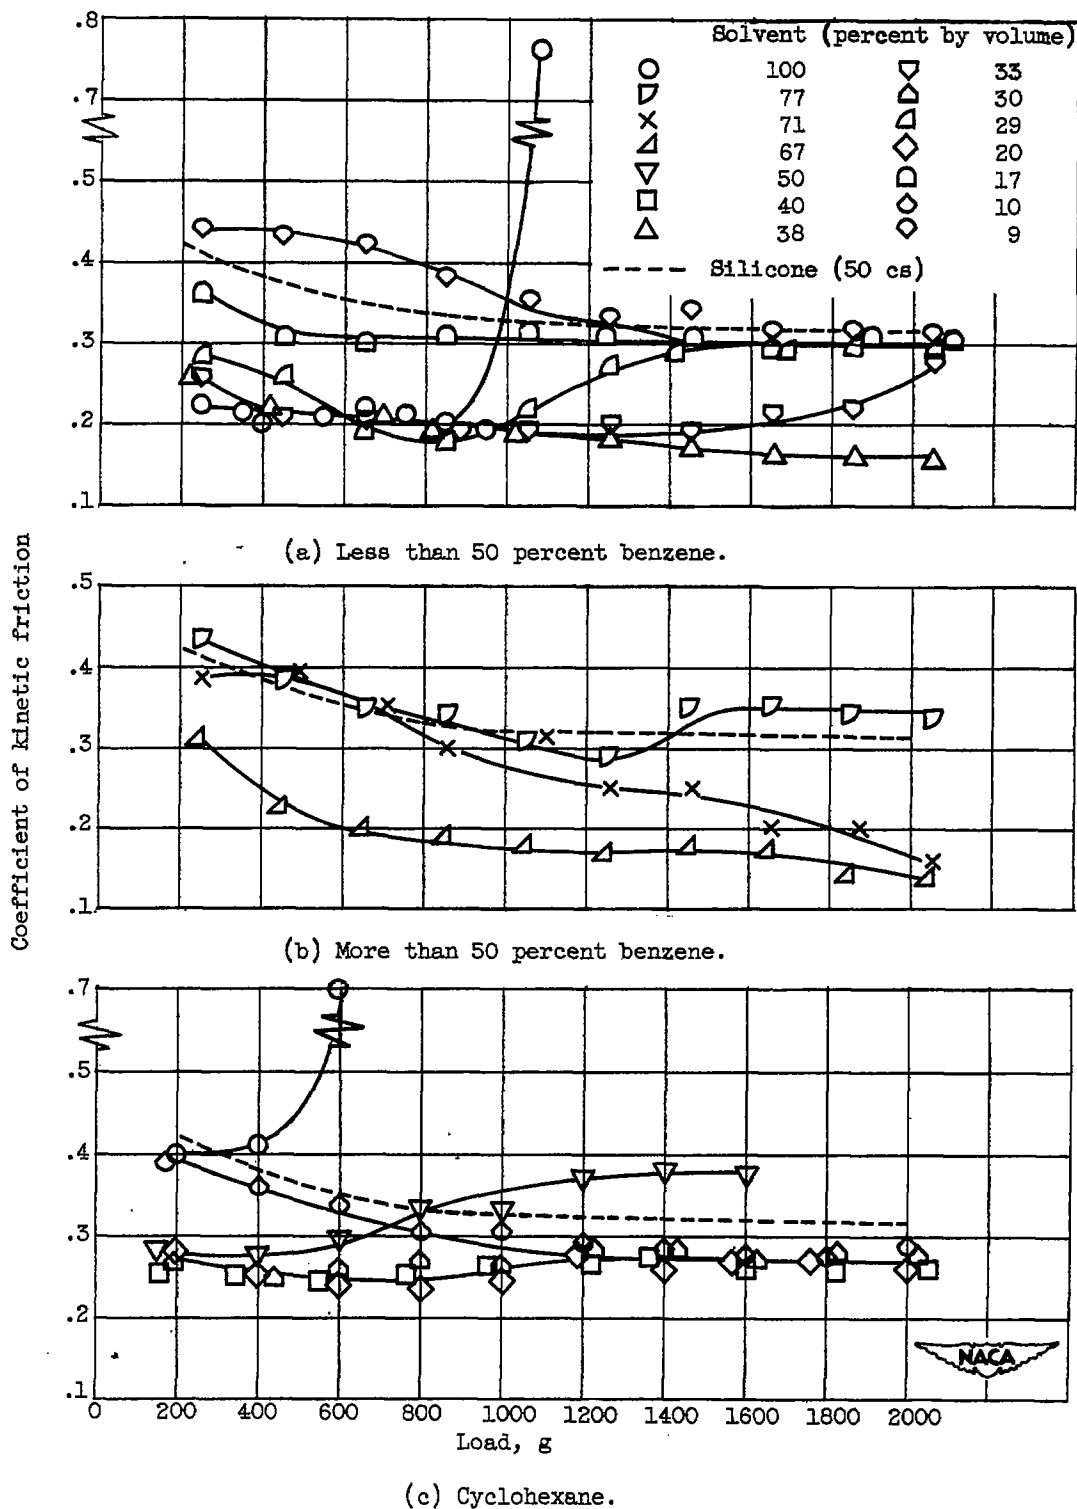 Solvent (percent by volume)
100 33
77 30
71 29
67 20
50 17
40 10
38 9
Silicone (50 cs)
.8
.7
.5
.4
.3
.2
.1
(a) Less than 50 percent benzene.
Coefficient of kinetic friction
.5
.4
.3
.2
.1
(b) More than 50 percent benzene.
.7
.5
.4
.3
.2
.1
NACA
0 200 400 600 800 1000 1200 1400 1600 1800 2000
Load, g
(c) Cyclohexane.